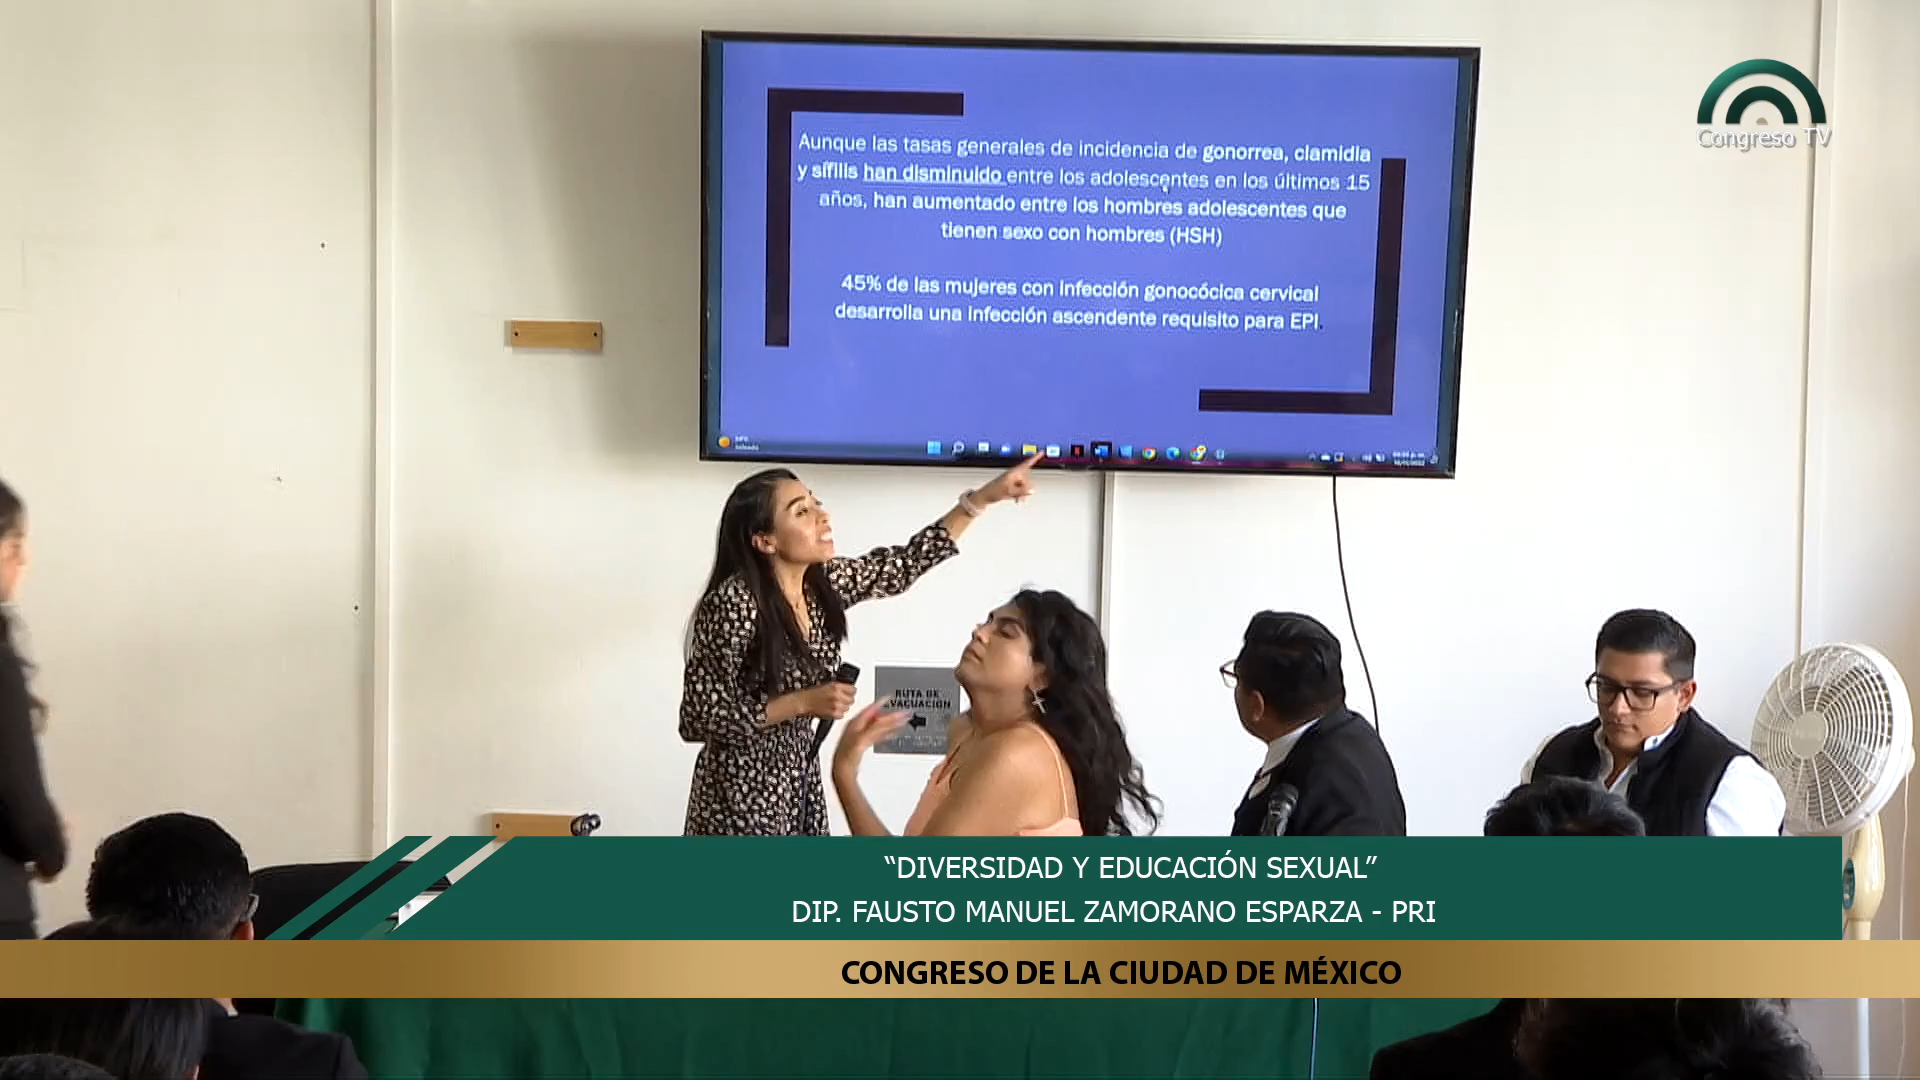 Aunque las tasas generales de incidencia de gonorrea, clamidia
y sífilis han disminuido entre los adolescentes en los últimos 15
años, han aumentado entre los hombres adolescentes que
tienen sexo con hombres (HSH)
45% de las mujeres con infección gonocócica cervical
desarrolla una infección ascendente requisito para EPI.
Congreso TV
RUTA DE
EVACUACIÓN
“DIVERSIDAD Y EDUCACIÓN SEXUAL”
DIP. FAUSTO MANUEL ZAMORANO ESPARZA - PRI
CONGRESO DE LA CIUDAD DE MÉXICO